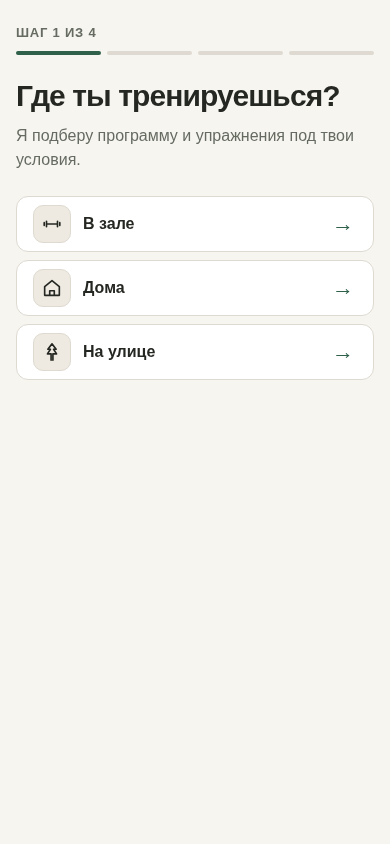 ШАГ 1 ИЗ 4
Где ты тренируешься?
Я подберу программу и упражнения под твои
условия.
В зале →
Дома →
На улице →